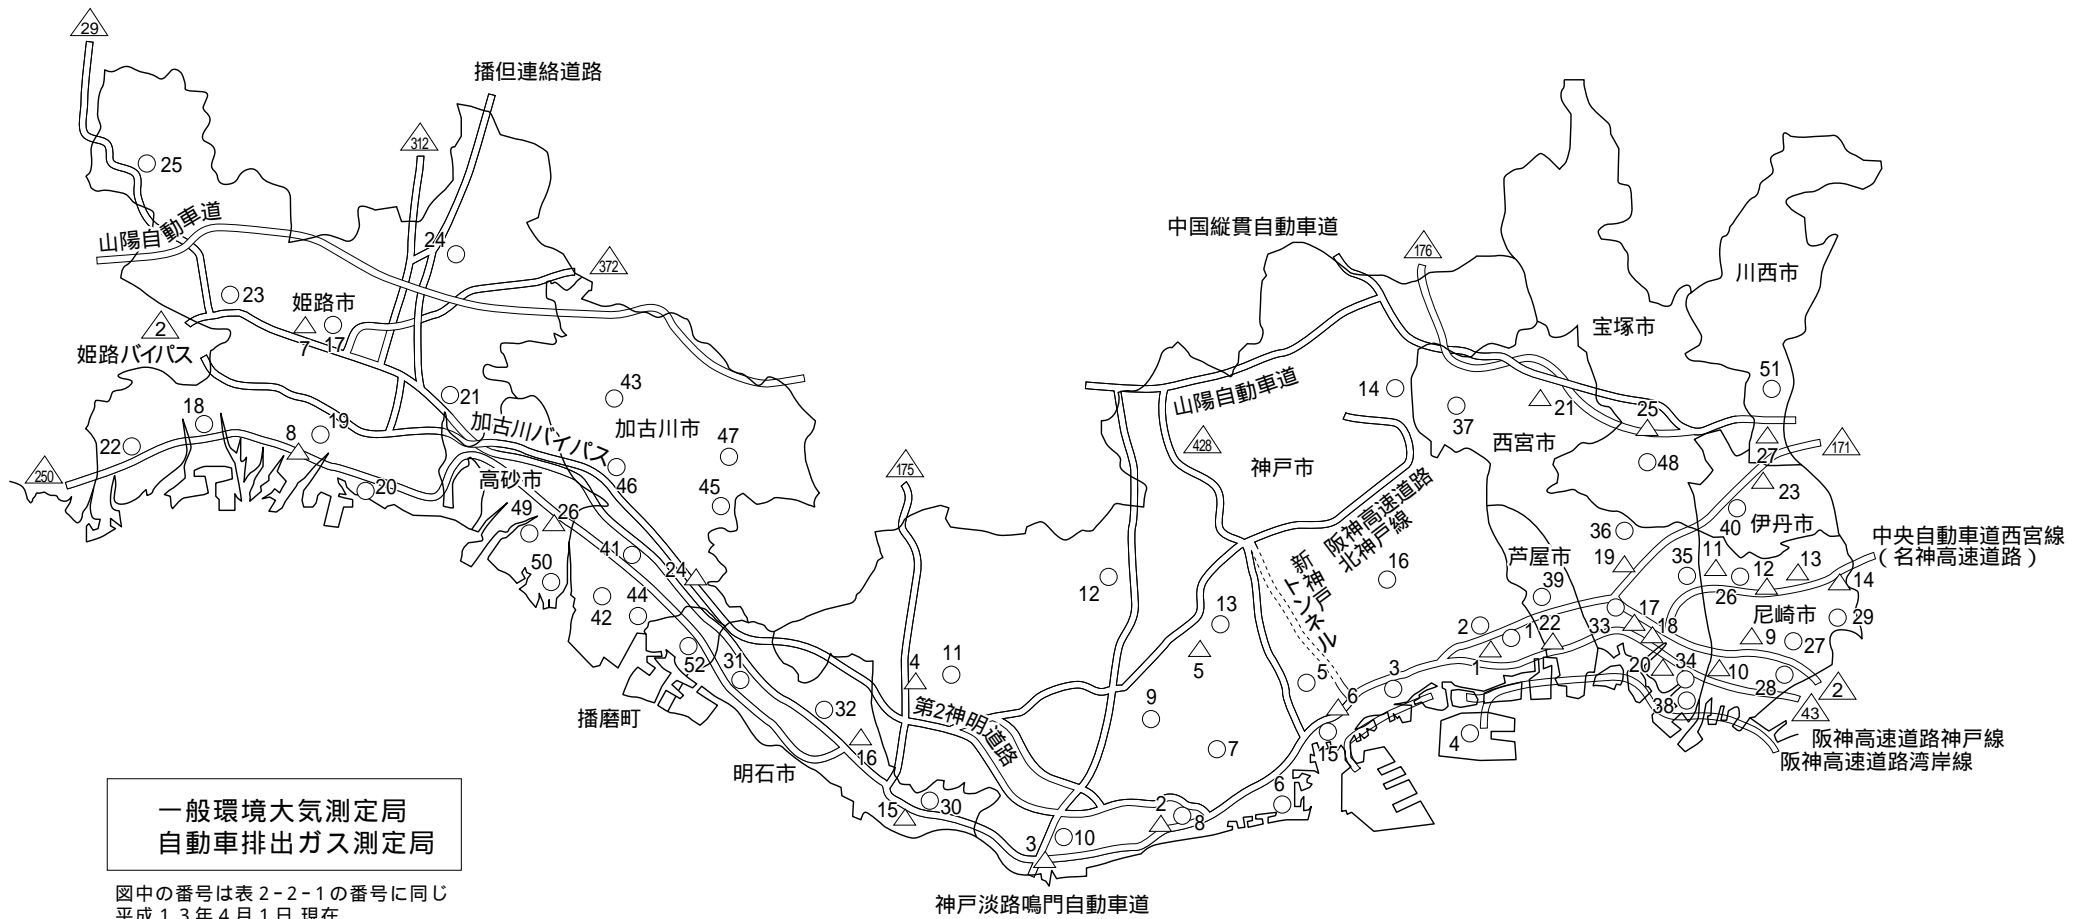 29
播但連絡道路
312
25
山陽自動車道
24
372
中国縦貫自動車道
176
川西市
23
姫路市
宝塚市
2
姫路バイパス
7
17
21
43
山陽自動車道
14
37
21
25
51
18
19
加古川バイパス
加古川市
47
428
神戸市
西宮市
48
27
171
22
8
250
20
高砂市
46
45
175
阪神高速道路
北神戸線
23
40
伊丹市
49
26
36
中央自動車道西宮線
(名神高速道路)
50
41
24
新神戸
トンネル
16
芦屋市
39
19
35
11
12
13
14
26
尼崎市
42
44
12
13
2
1
22
33
17
18
29
9
27
52
31
4
11
5
5
3
1
20
34
10
28
2
43
播磨町
32
第2神明道路
9
6
38
16
7
15
4
阪神高速道路神戸線
阪神高速道路湾岸線
明石市
15
30
2
8
6
3
10
神戸淡路鳴門自動車道
一般環境大気測定局
自動車排出ガス測定局
図中の番号は表2-2-1の番号に同じ
平成13年4月1日 現在